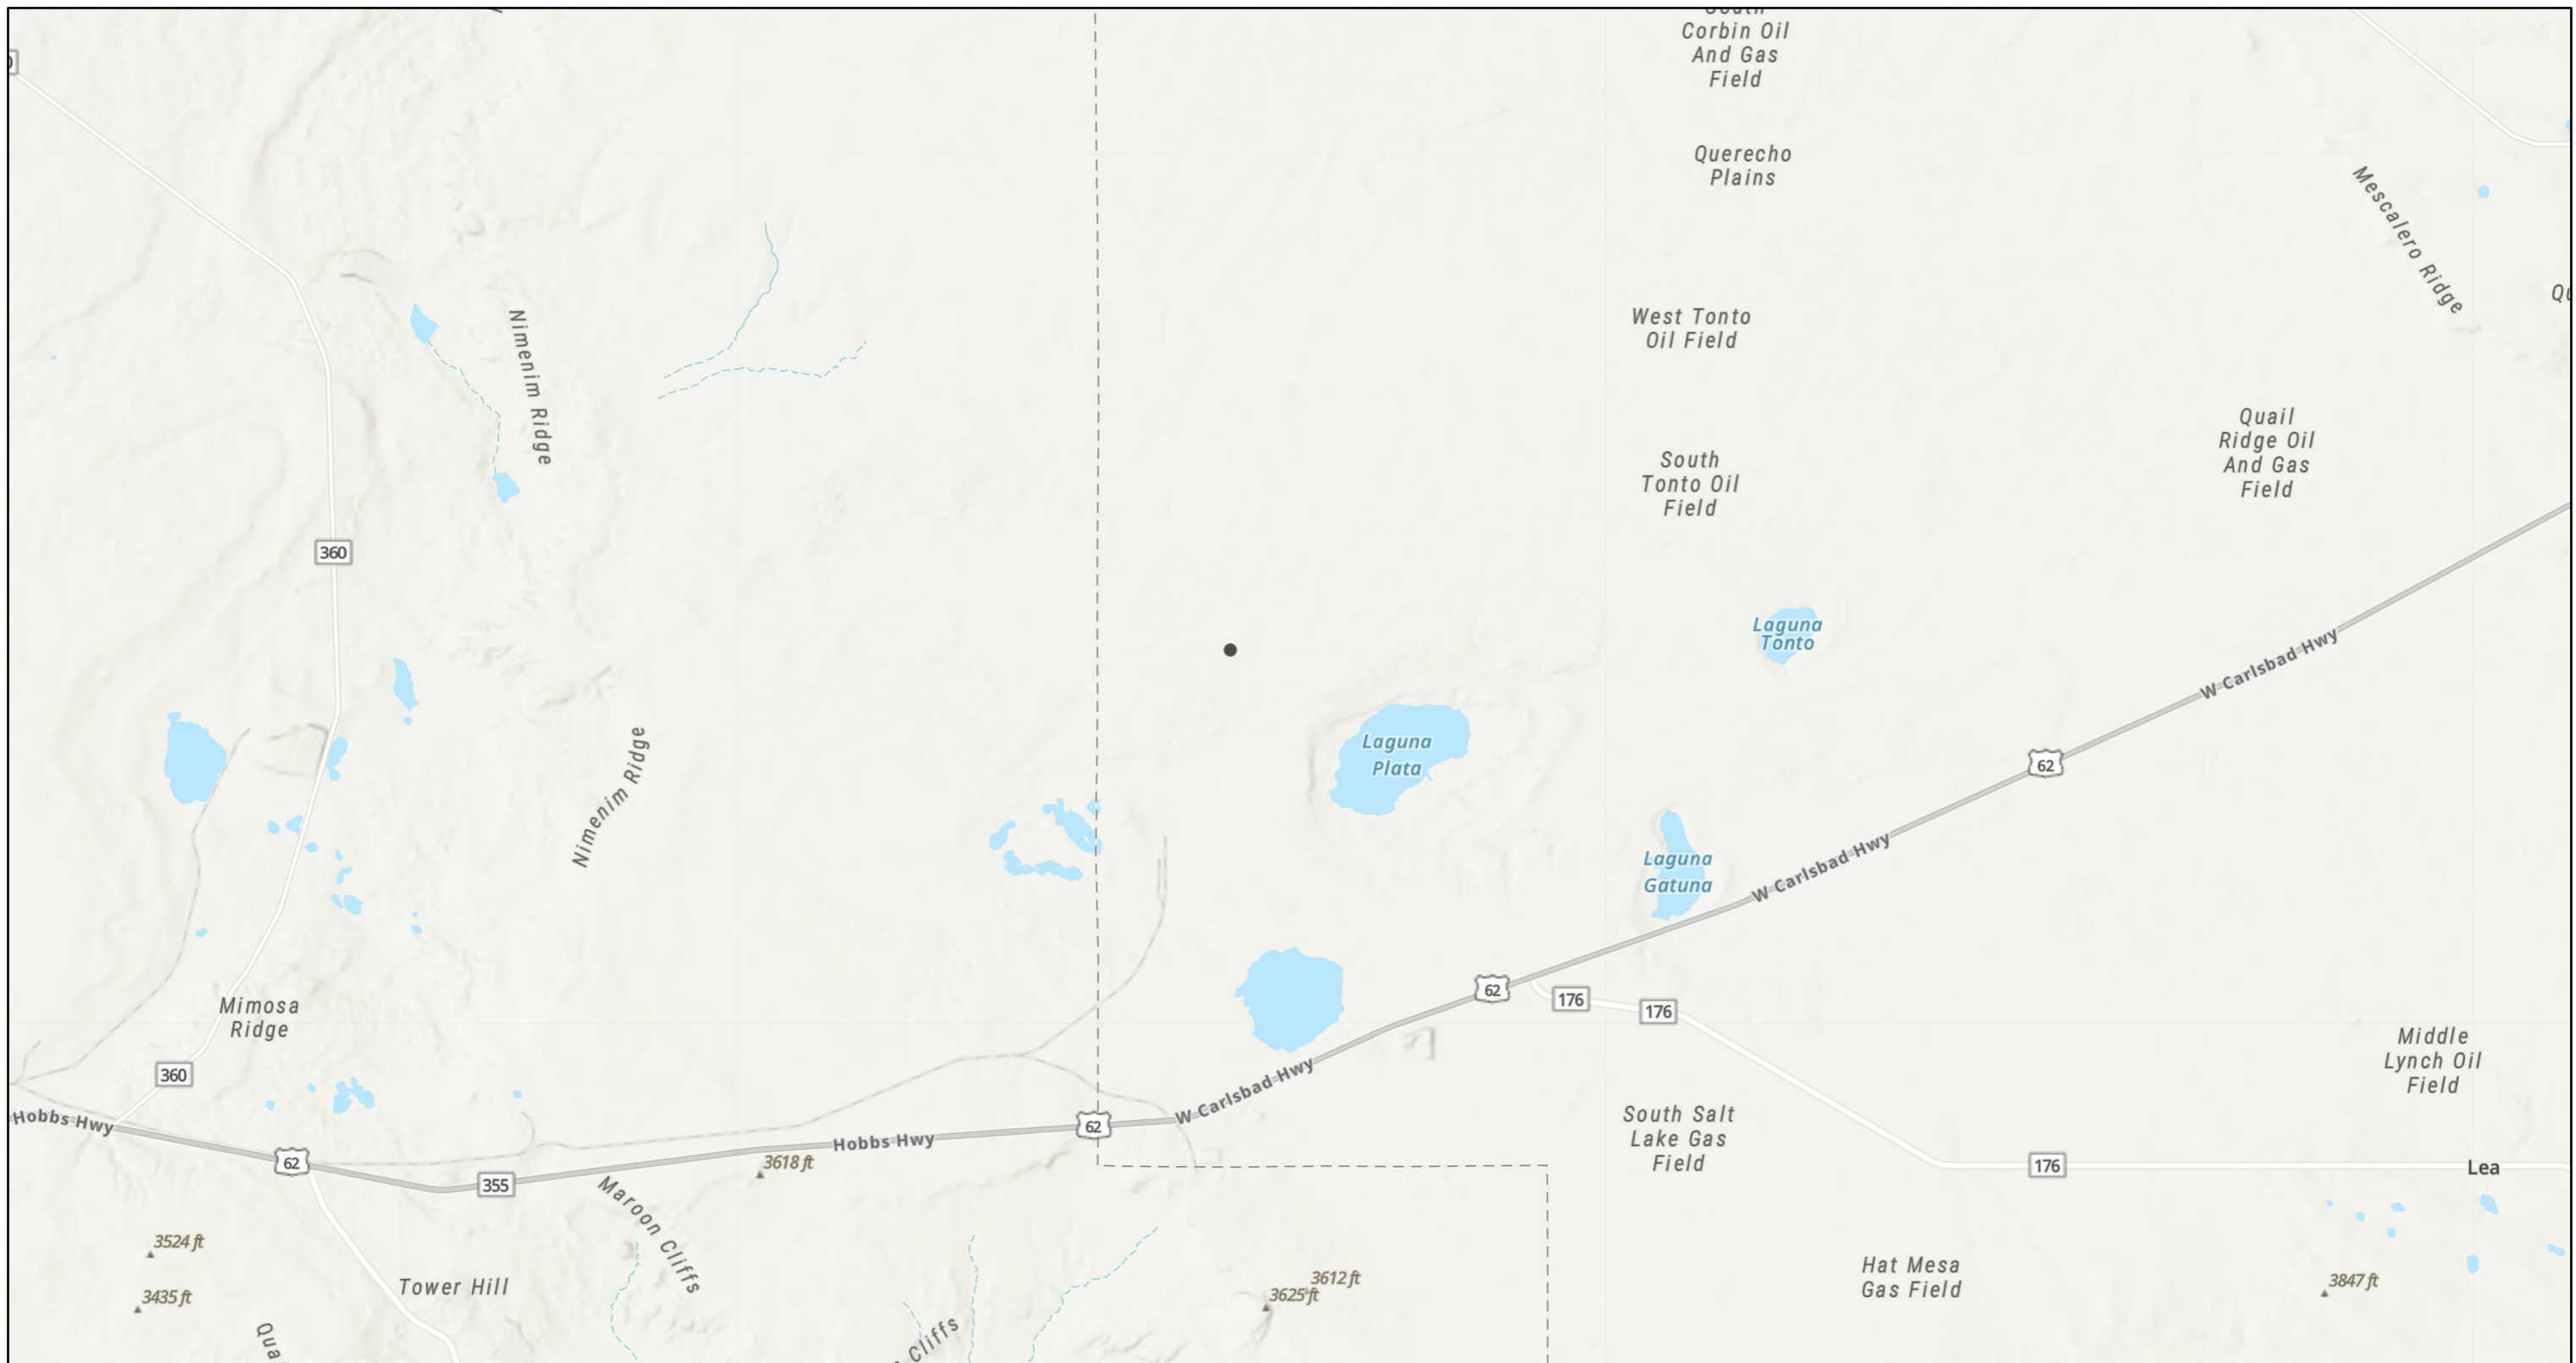 South
Corbin Oil
And Gas
Field
Querecho
Plains
Mescalero Ridge
West Tonto
Oil Field
Nimenim Ridge
Quail
Ridge Oil
And Gas
Field
South
Tonto Oil
Field
360
Laguna
Tonto
W Carlsbad Hwy
Laguna
Plata
62
Nimenim Ridge
W Carlsbad Hwy
Laguna
Gatuna
62
176
176
Mimosa
Ridge
Middle
Lynch Oil
Field
360
W Carlsbad Hwy
Hobbs Hwy
62
Hobbs Hwy
South Salt
Lake Gas
Field
62
3618 ft
176
Lea
355
Maroon Cliffs
3524 ft
Tower Hill
3435 ft
3612 ft
3625 ft
Hat Mesa
Gas Field
3847 ft
Cliffs